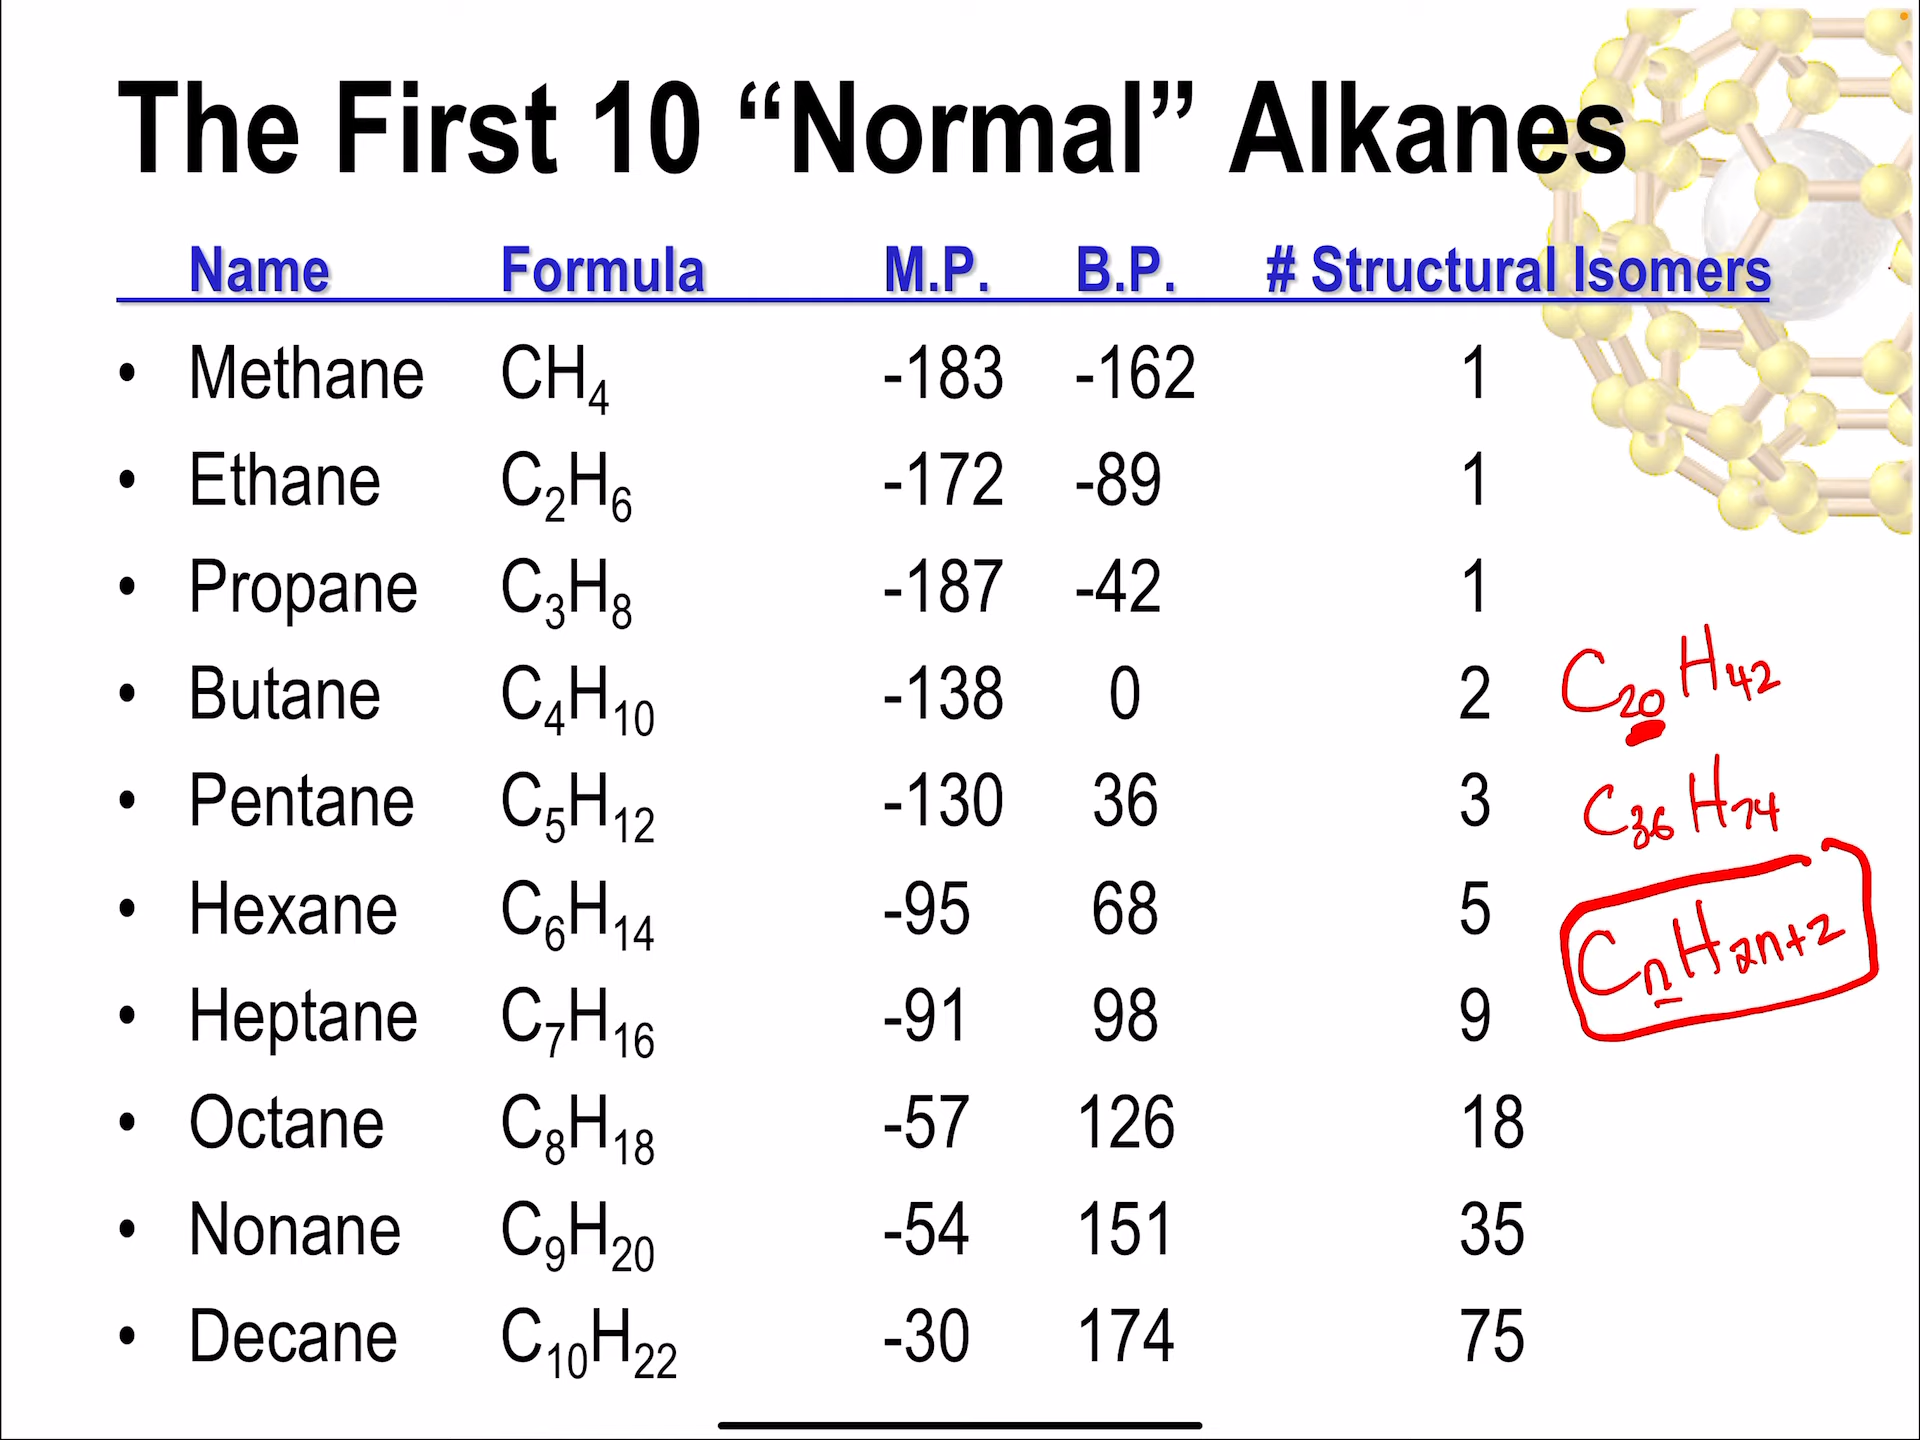 The First 10 “Normal” Alkanes
Name Formula M.P. B.P. # Structural Isomers
• Methane CH₄ -183 -162 1
• Ethane C₂H₆ -172 -89 1
• Propane C₃H₈ -187 -42 1
• Butane C₄H₁₀ -138 0 2
C₂₀H₄₂
• Pentane C₅H₁₂ -130 36 3
C₃₆H₇₄
• Hexane C₆H₁₄ -95 68 5
CₙH₂ₙ₊₂
• Heptane C₇H₁₆ -91 98 9
• Octane C₈H₁₈ -57 126 18
• Nonane C₉H₂₀ -54 151 35
• Decane C₁₀H₂₂ -30 174 75